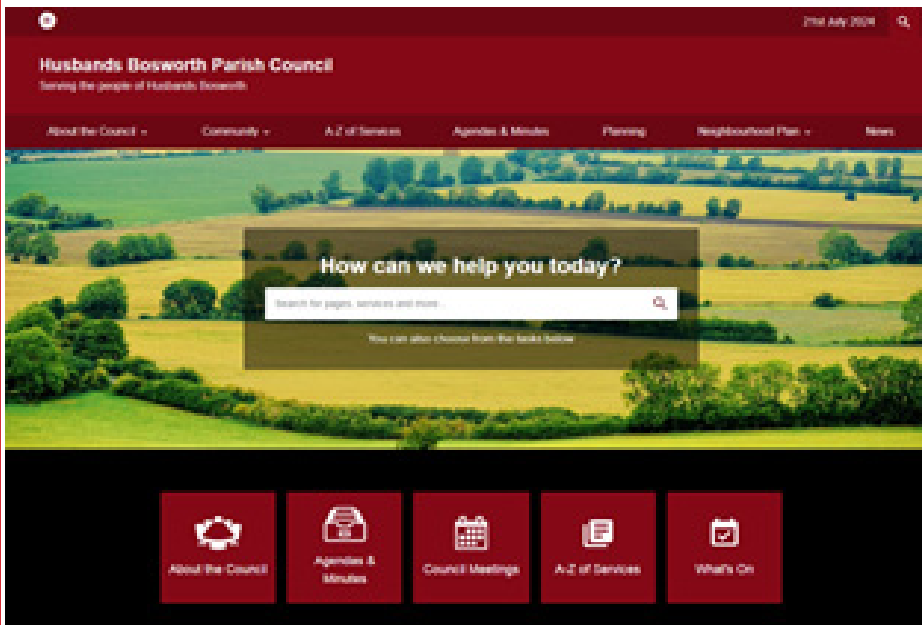 21st July 2024
Husbands Bosworth Parish Council
Serving the people of Husbands Bosworth
About the Council
Community
A-Z of Services
Agendas & Minutes
Planning
Neighbourhood Plan
News
How can we help you today?
Search for pages, services and more...
You can also choose from the tasks below
About the Council
Agendas &
Minutes
Council Meetings
A-Z of Services
What's On